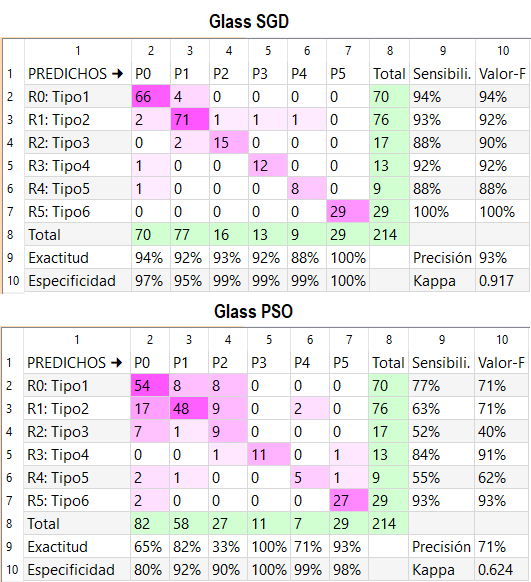 Glass SGD
1 2 3 4 5 6 7 8 9 10
1 PREDICHOS ➔ P0 P1 P2 P3 P4 P5 Total Sensibili. Valor-F
2 R0: Tipo1 66 4 0 0 0 0 70 94% 94%
3 R1: Tipo2 2 71 1 1 1 0 76 93% 92%
4 R2: Tipo3 0 2 15 0 0 0 17 88% 90%
5 R3: Tipo4 1 0 0 12 0 0 13 92% 92%
6 R4: Tipo5 1 0 0 0 8 0 9 88% 88%
7 R5: Tipo6 0 0 0 0 0 29 29 100% 100%
8 Total 70 77 16 13 9 29 214
9 Exactitud 94% 92% 93% 92% 88% 100% Precisión 93%
10 Especificidad 97% 95% 99% 99% 99% 100% Kappa 0.917
Glass PSO
1 2 3 4 5 6 7 8 9 10
1 PREDICHOS ➔ P0 P1 P2 P3 P4 P5 Total Sensibili. Valor-F
2 R0: Tipo1 54 8 8 0 0 0 70 77% 71%
3 R1: Tipo2 17 48 9 0 2 0 76 63% 71%
4 R2: Tipo3 7 1 9 0 0 0 17 52% 40%
5 R3: Tipo4 0 0 1 11 0 1 13 84% 91%
6 R4: Tipo5 2 1 0 0 5 1 9 55% 62%
7 R5: Tipo6 2 0 0 0 0 27 29 93% 93%
8 Total 82 58 27 11 7 29 214
9 Exactitud 65% 82% 33% 100% 71% 93% Precisión 71%
10 Especificidad 80% 92% 90% 100% 99% 98% Kappa 0.624